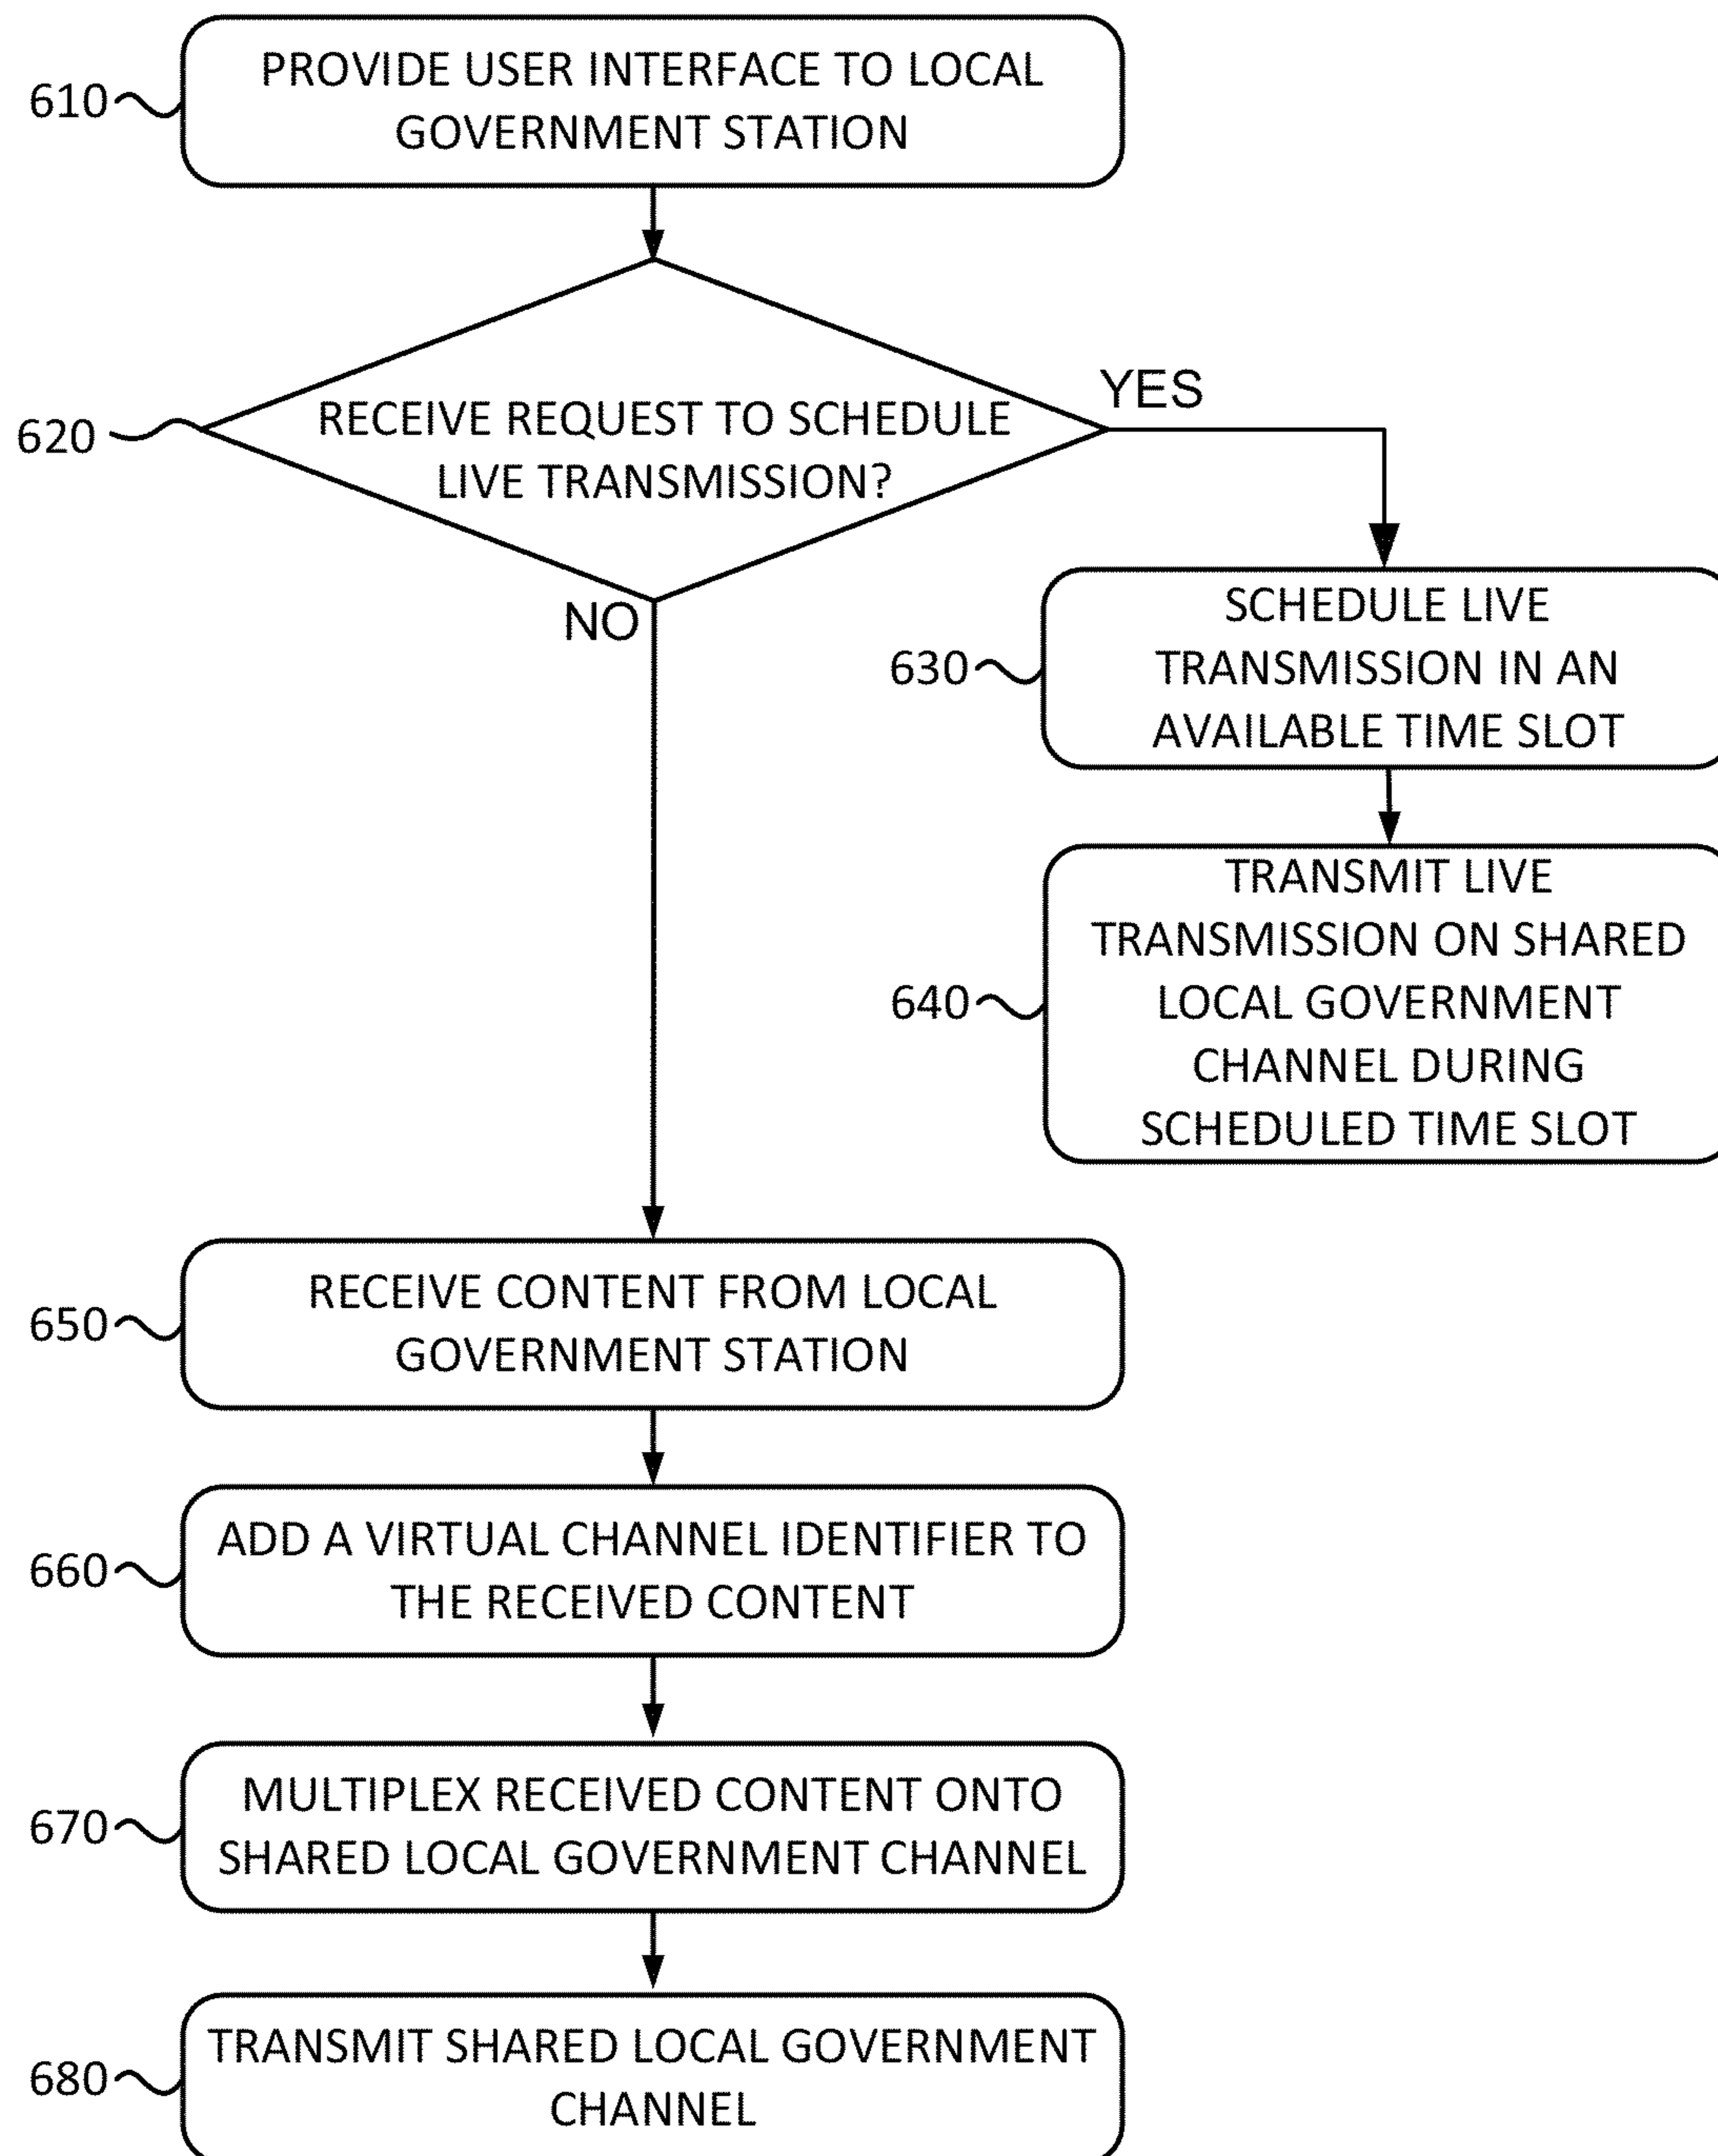 610
PROVIDE USER INTERFACE TO LOCAL
GOVERNMENT STATION
620
RECEIVE REQUEST TO SCHEDULE
LIVE TRANSMISSION?
YES
NO
630
SCHEDULE LIVE
TRANSMISSION IN AN
AVAILABLE TIME SLOT
640
TRANSMIT LIVE
TRANSMISSION ON SHARED
LOCAL GOVERNMENT
CHANNEL DURING
SCHEDULED TIME SLOT
650
RECEIVE CONTENT FROM LOCAL
GOVERNMENT STATION
660
ADD A VIRTUAL CHANNEL IDENTIFIER TO
THE RECEIVED CONTENT
670
MULTIPLEX RECEIVED CONTENT ONTO
SHARED LOCAL GOVERNMENT CHANNEL
680
TRANSMIT SHARED LOCAL GOVERNMENT
CHANNEL